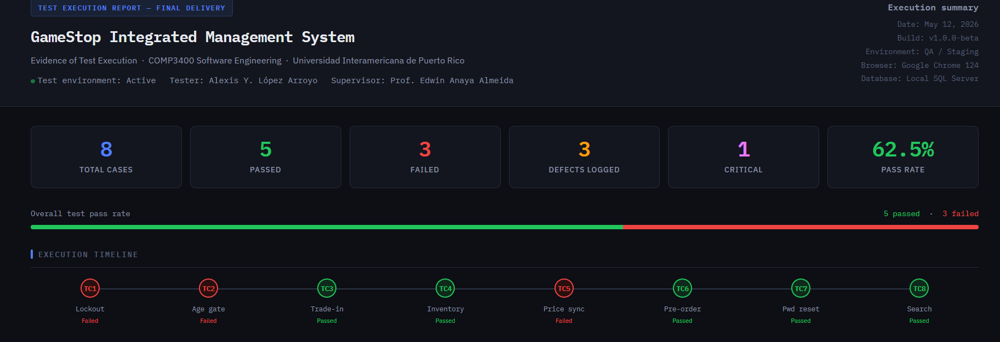 TEST EXECUTION REPORT — FINAL DELIVERY
GameStop Integrated Management System
Evidence of Test Execution · COMP3400 Software Engineering · Universidad Interamericana de Puerto Rico
Test environment: Active Tester: Alexis Y. López Arroyo Supervisor: Prof. Edwin Anaya Almeida
Execution summary
Date: May 12, 2026
Build: v1.0.0-beta
Environment: QA / Staging
Browser: Google Chrome 124
Database: Local SQL Server
8
TOTAL CASES
5
PASSED
3
FAILED
3
DEFECTS LOGGED
1
CRITICAL
62.5%
PASS RATE
Overall test pass rate
5 passed · 3 failed
EXECUTION TIMELINE
TC1
Lockout
Failed
TC2
Age gate
Failed
TC3
Trade-in
Passed
TC4
Inventory
Passed
TC5
Price sync
Failed
TC6
Pre-order
Passed
TC7
Pwd reset
Passed
TC8
Search
Passed